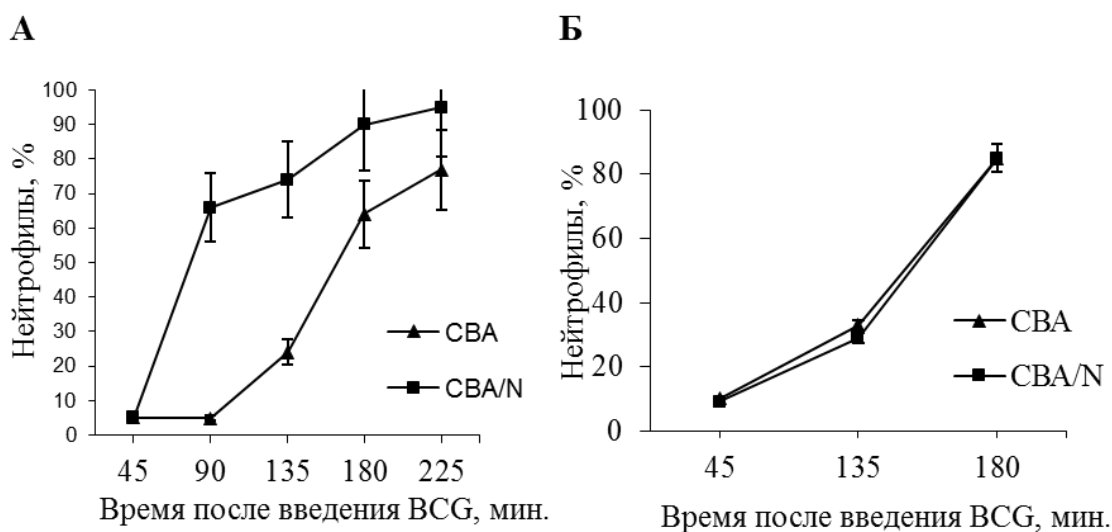 А
Нейтрофилы, %
100
90
80
70
60
50
40
30
20
10
0
45 90 135 180 225
Время после введения BCG, мин.
CBA
CBA/N
Б
Нейтрофилы, %
100
80
60
40
20
0
45 135 180
Время после введения BCG, мин.
CBA
CBA/N